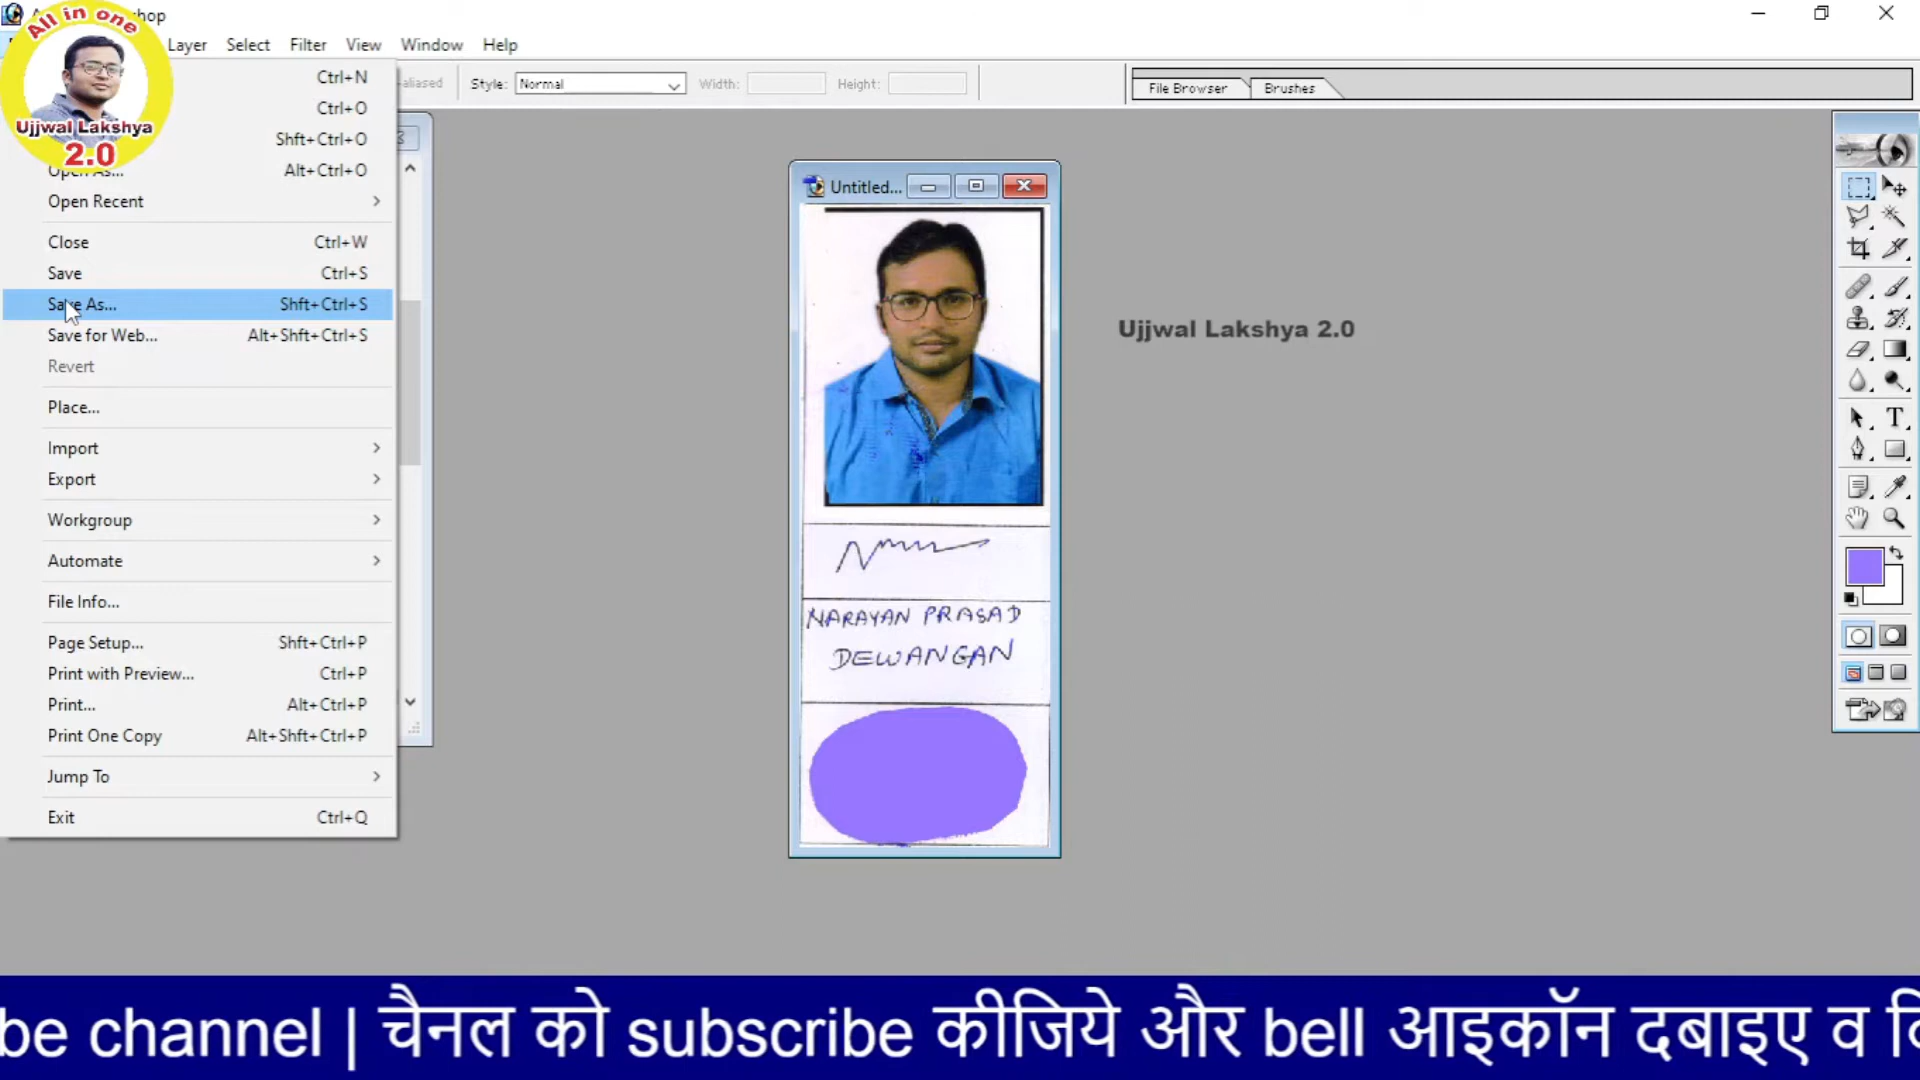 All in one
Ujjwal Lakshya
2.0
hop
Layer Select Filter View Window Help
aliased Style: Normal Width: Height:
File Browser Brushes
Ctrl+N
Ctrl+O
Shft+Ctrl+O
Open As... Alt+Ctrl+O
Open Recent
Close Ctrl+W
Save Ctrl+S
Save As... Shft+Ctrl+S
Save for Web... Alt+Shft+Ctrl+S
Revert
Place...
Import
Export
Workgroup
Automate
File Info...
Page Setup... Shft+Ctrl+P
Print with Preview... Ctrl+P
Print... Alt+Ctrl+P
Print One Copy Alt+Shft+Ctrl+P
Jump To
Exit Ctrl+Q
Untitled...
NARAYAN PRASAD
DEWANGAN
Ujjwal Lakshya 2.0
be channel | चैनल को subscribe कीजिये और bell आइकॉन दबाइए व